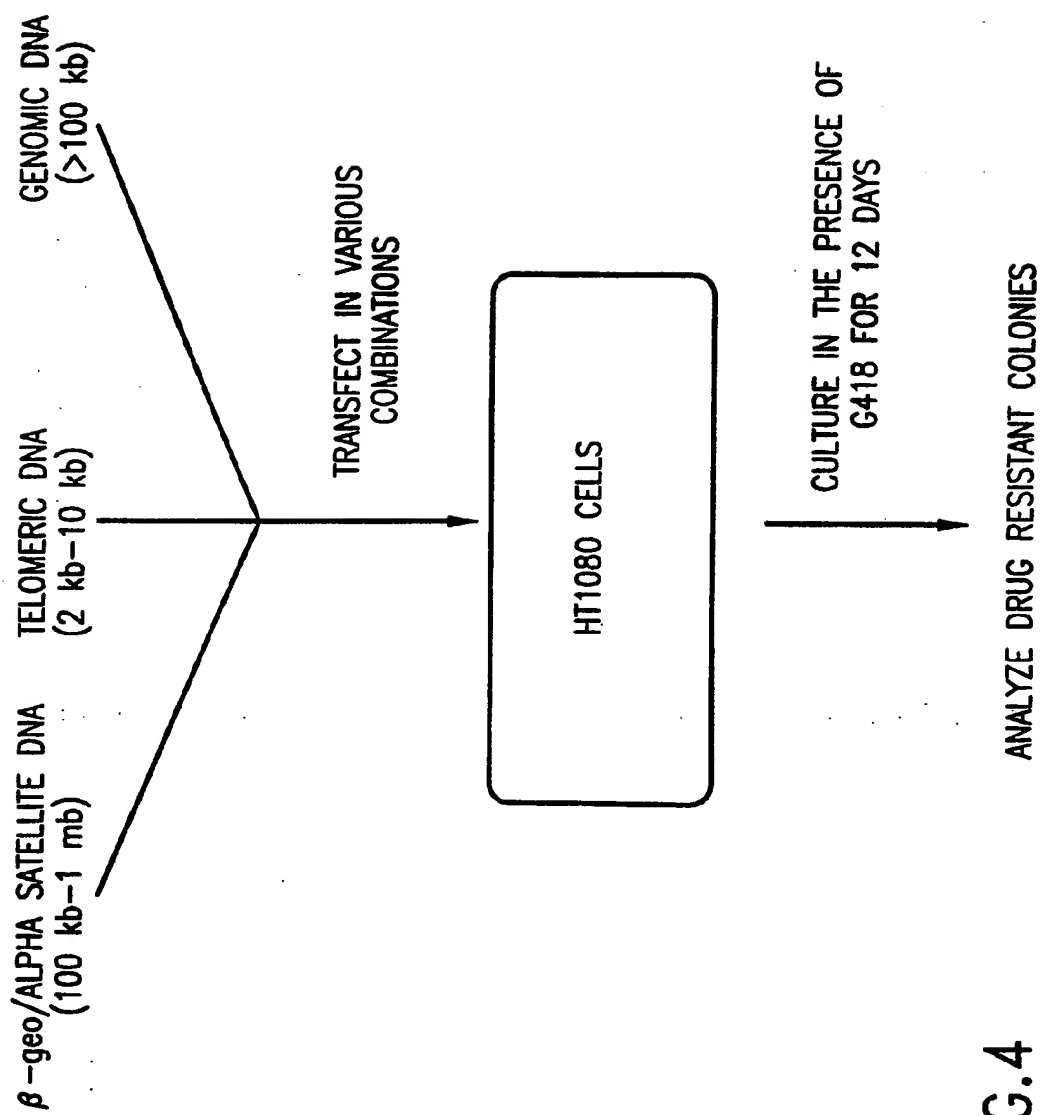 β-geo/ALPHA SATELLITE DNA
(100 kb-1 mb)
TELOMERIC DNA
(2 kb-10 kb)
GENOMIC DNA
(>100 kb)
TRANSFECT IN VARIOUS
COMBINATIONS
HT1080 CELLS
CULTURE IN THE PRESENCE OF
G418 FOR 12 DAYS
ANALYZE DRUG RESISTANT COLONIES
G.4